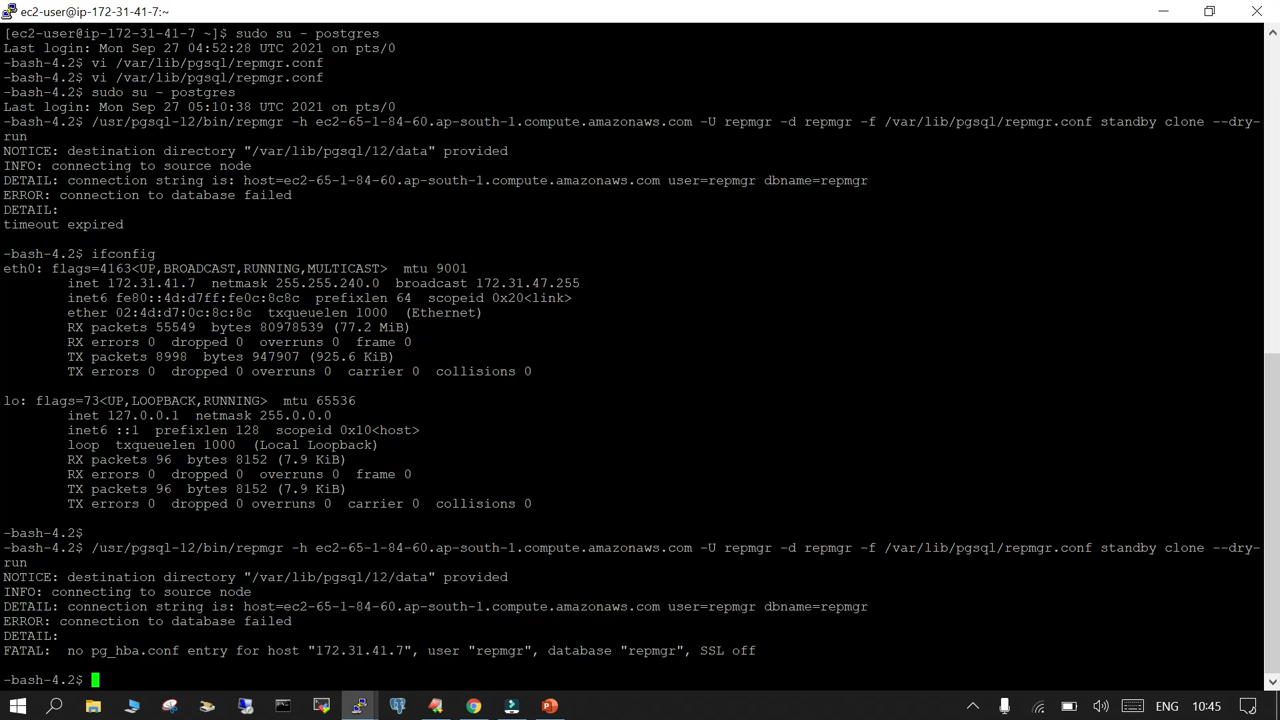 ec2-user@ip-172-31-41-7:~
[ec2-user@ip-172-31-41-7 ~]$ sudo su - postgres
Last login: Mon Sep 27 04:52:28 UTC 2021 on pts/0
-bash-4.2$ vi /var/lib/pgsql/repmgr.conf
-bash-4.2$ vi /var/lib/pgsql/repmgr.conf
-bash-4.2$ sudo su - postgres
Last login: Mon Sep 27 05:10:38 UTC 2021 on pts/0
-bash-4.2$ /usr/pgsql-12/bin/repmgr -h ec2-65-1-84-60.ap-south-1.compute.amazonaws.com -U repmgr -d repmgr -f /var/lib/pgsql/repmgr.conf standby clone --dry-
run
NOTICE: destination directory "/var/lib/pgsql/12/data" provided
INFO: connecting to source node
DETAIL: connection string is: host=ec2-65-1-84-60.ap-south-1.compute.amazonaws.com user=repmgr dbname=repmgr
ERROR: connection to database failed
DETAIL:
timeout expired
-bash-4.2$ ifconfig
eth0: flags=4163<UP,BROADCAST,RUNNING,MULTICAST>  mtu 9001
inet 172.31.41.7  netmask 255.255.240.0  broadcast 172.31.47.255
inet6 fe80::4d:d7ff:fe0c:8c8c  prefixlen 64  scopeid 0x20<link>
ether 02:4d:d7:0c:8c:8c  txqueuelen 1000  (Ethernet)
RX packets 55549  bytes 80978539 (77.2 MiB)
RX errors 0  dropped 0  overruns 0  frame 0
TX packets 8998  bytes 947907 (925.6 KiB)
TX errors 0  dropped 0 overruns 0  carrier 0  collisions 0
lo: flags=73<UP,LOOPBACK,RUNNING>  mtu 65536
inet 127.0.0.1  netmask 255.0.0.0
inet6 ::1  prefixlen 128  scopeid 0x10<host>
loop  txqueuelen 1000  (Local Loopback)
RX packets 96  bytes 8152 (7.9 KiB)
RX errors 0  dropped 0  overruns 0  frame 0
TX packets 96  bytes 8152 (7.9 KiB)
TX errors 0  dropped 0 overruns 0  carrier 0  collisions 0
-bash-4.2$
-bash-4.2$ /usr/pgsql-12/bin/repmgr -h ec2-65-1-84-60.ap-south-1.compute.amazonaws.com -U repmgr -d repmgr -f /var/lib/pgsql/repmgr.conf standby clone --dry-
run
NOTICE: destination directory "/var/lib/pgsql/12/data" provided
INFO: connecting to source node
DETAIL: connection string is: host=ec2-65-1-84-60.ap-south-1.compute.amazonaws.com user=repmgr dbname=repmgr
ERROR: connection to database failed
DETAIL:
FATAL:  no pg_hba.conf entry for host "172.31.41.7", user "repmgr", database "repmgr", SSL off
-bash-4.2$
ENG 10:45